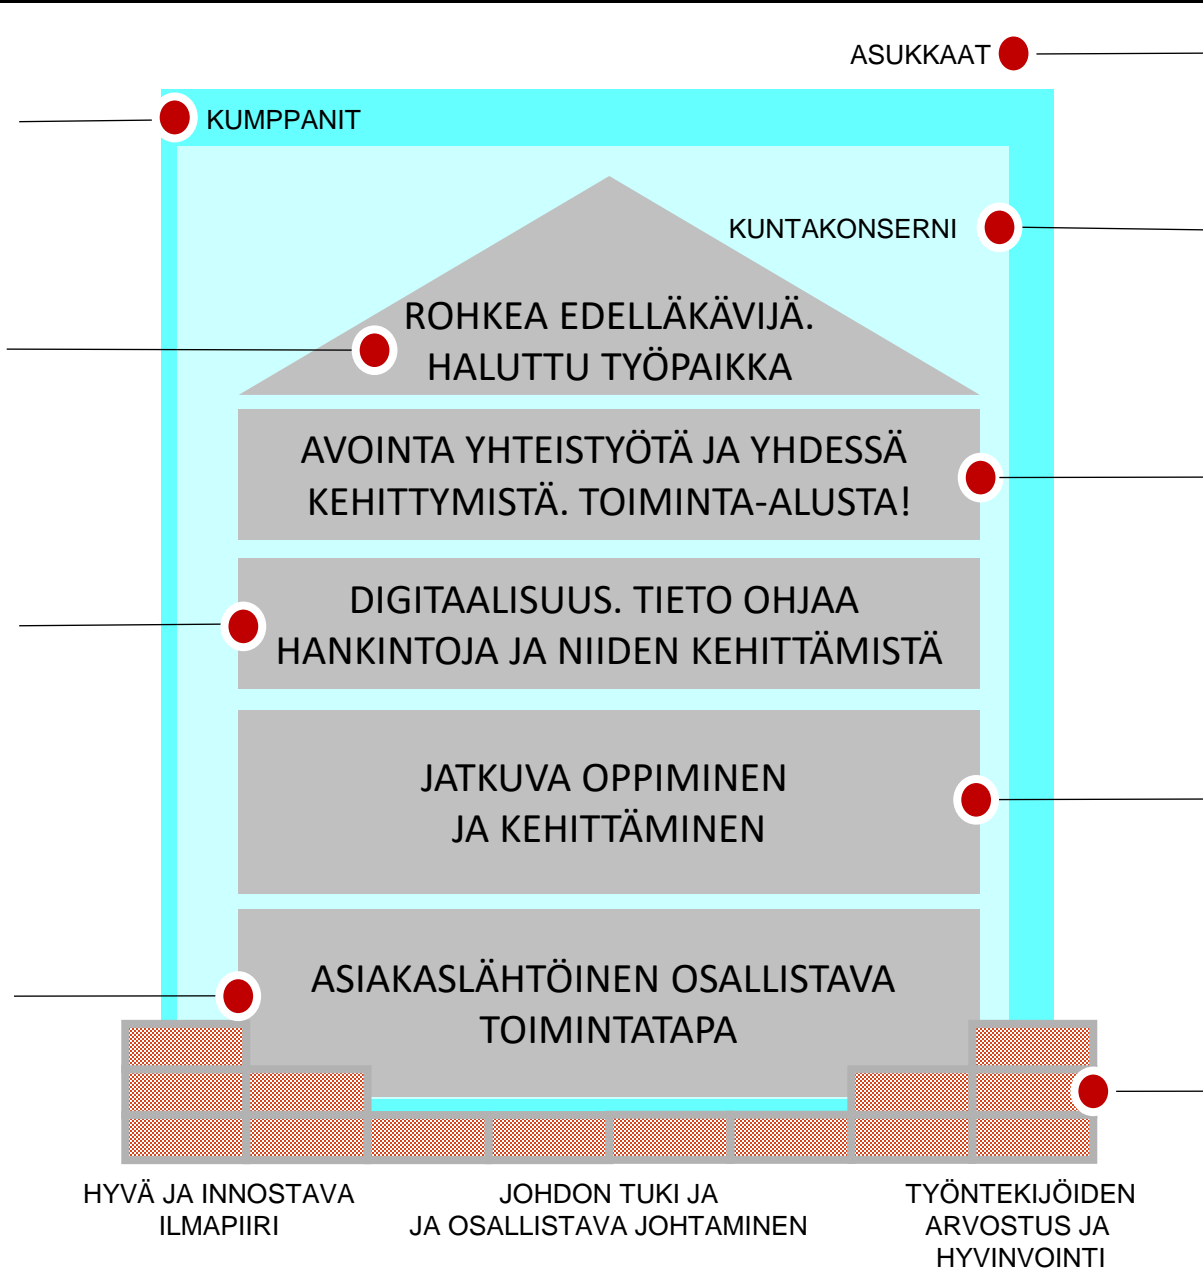 ASUKKAAT
KUMPPANIT
KUNTAKONSERNI
ROHKEA EDELLÄKÄVIJÄ.
HALUTTU TYÖPAIKKA
AVOINTA YHTEISTYÖTÄ JA YHDESSÄ
KEHITTYMISTÄ. TOIMINTA-ALUSTA!
DIGITAALISUUS. TIETO OHJAA
HANKINTOJA JA NIIDEN KEHITTÄMISTÄ
JATKUVA OPPIMINEN
JA KEHITTÄMINEN
ASIAKASLÄHTÖINEN OSALLISTAVA
TOIMINTATAPA
HYVÄ JA INNOSTAVA
ILMAPIIRI
JOHDON TUKI JA
JA OSALLISTAVA JOHTAMINEN
TYÖNTEKIJÖIDEN
ARVOSTUS JA
HYVINVOINTI